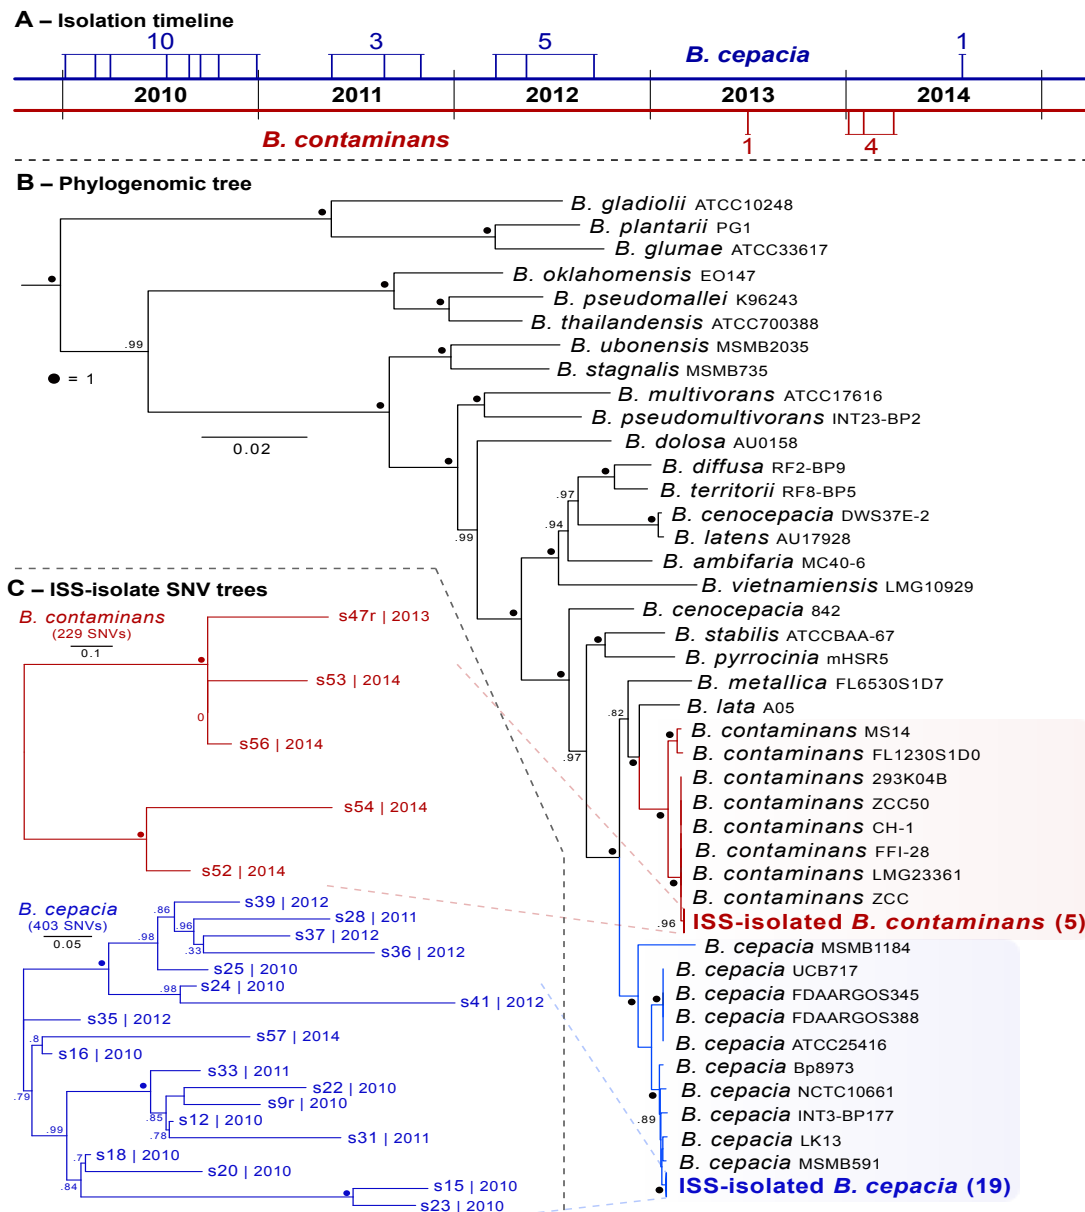 A – Isolation timeline
10
3
5
B. cepacia
1
2010
2011
2012
2013
2014
B. contaminans
1
4
B – Phylogenomic tree
B. gladiolii ATCC10248
B. plantarii PG1
B. glumae ATCC33617
B. oklahomensis EO147
B. pseudomallei K96243
B. thailandensis ATCC700388
.99
B. ubonensis MSMB2035
B. stagnalis MSMB735
● = 1
B. multivorans ATCC17616
B. pseudomultivorans INT23-BP2
0.02
B. dolosa AU0158
B. diffusa RF2-BP9
.97
B. territorii RF8-BP5
B. cenocepacia DWS37E-2
.94
.99
B. latens AU17928
B. ambifaria MC40-6
B. vietnamiensis LMG10929
B. cenocepacia 842
B. stabilis ATCCBAA-67
B. pyrrocinia mHSR5
B. metallica FL6530S1D7
B. lata A05
.82
B. contaminans MS14
B. contaminans FL1230S1D0
.97
B. contaminans 293K04B
B. contaminans ZCC50
B. contaminans CH-1
B. contaminans FFI-28
B. contaminans LMG23361
B. contaminans ZCC
.96
ISS-isolated B. contaminans (5)
B. cepacia MSMB1184
B. cepacia UCB717
B. cepacia FDAARGOS345
B. cepacia FDAARGOS388
B. cepacia ATCC25416
B. cepacia Bp8973
B. cepacia NCTC10661
.89
B. cepacia INT3-BP177
B. cepacia LK13
B. cepacia MSMB591
ISS-isolated B. cepacia (19)
C – ISS-isolate SNV trees
B. contaminans
(229 SNVs)
0.1
s47r | 2013
s53 | 2014
0
s56 | 2014
s54 | 2014
s52 | 2014
B. cepacia
(403 SNVs)
0.05
s39 | 2012
.86
s28 | 2011
.96
s37 | 2012
.98
.33
s36 | 2012
s25 | 2010
s24 | 2010
.98
s41 | 2012
s35 | 2012
s57 | 2014
.8
s16 | 2010
s33 | 2011
.79
s22 | 2010
s9r | 2010
.85
s12 | 2010
.99
.78
s31 | 2011
s18 | 2010
.7
s20 | 2010
.84
s15 | 2010
s23 | 2010